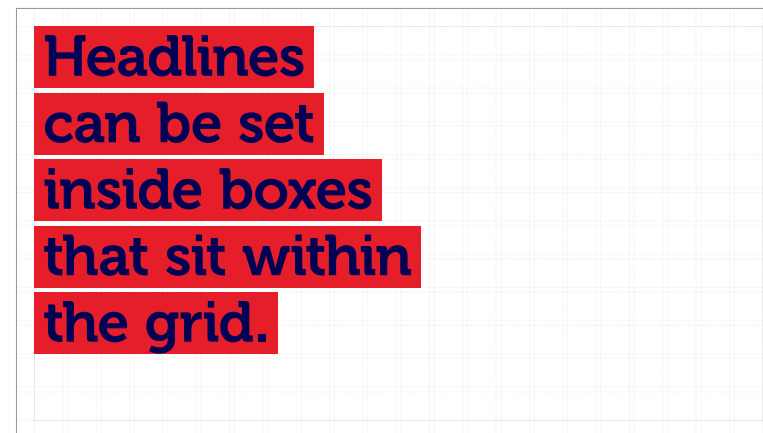 Headlines
can be set
inside boxes
that sit within
the grid.